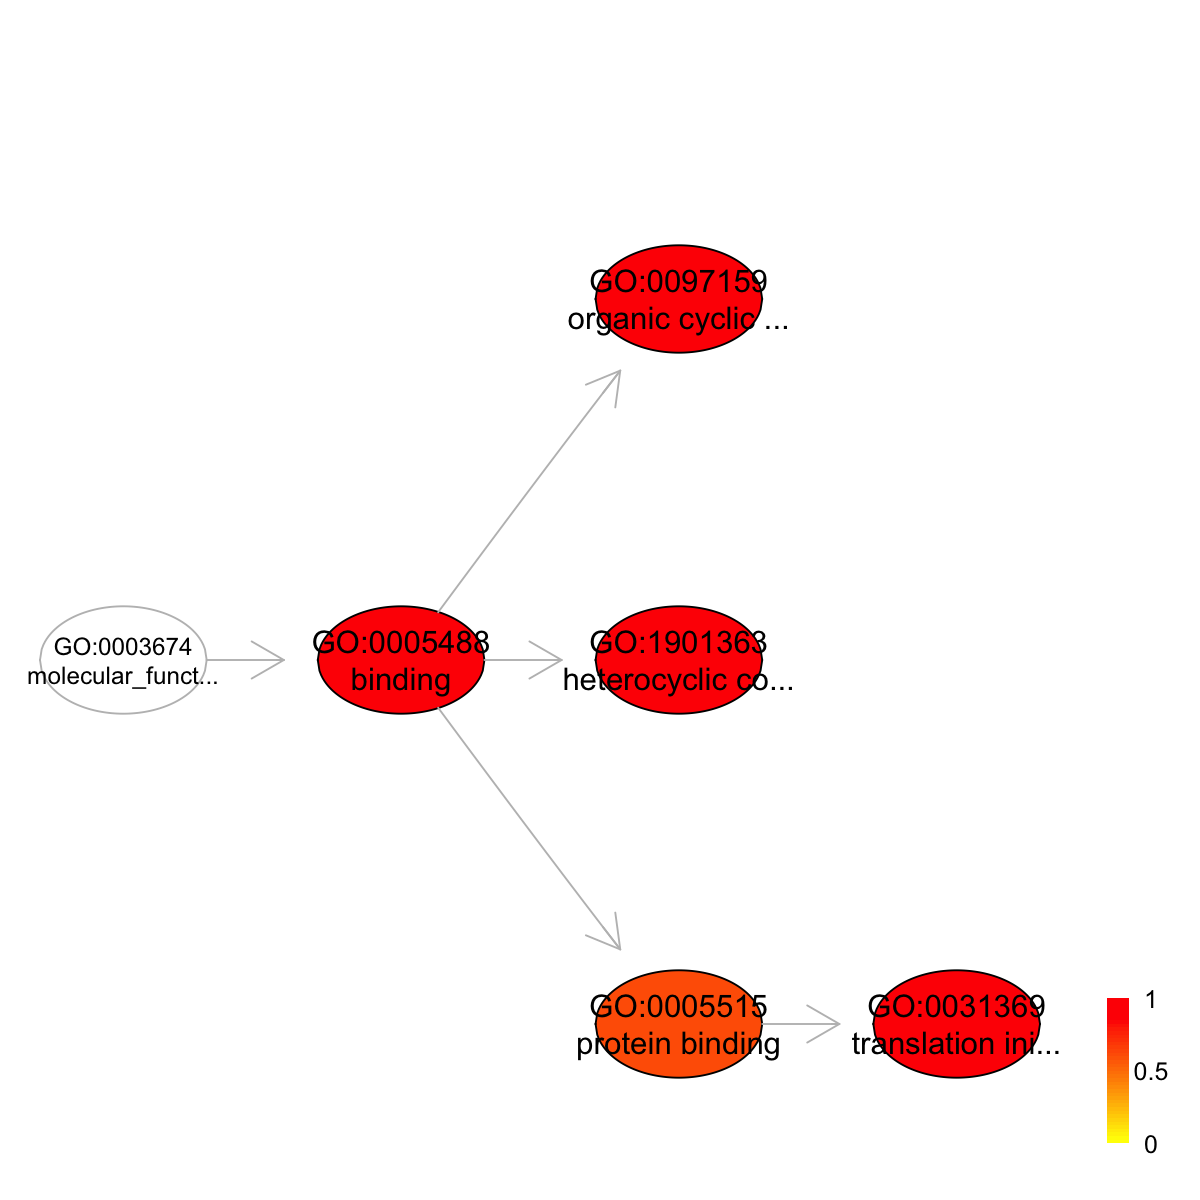 GO:0097159
organic cyclic ...
GO:0003674
molecular_funct...
GO:0005488
binding
GO:1901363
heterocyclic co...
GO:0005515
protein binding
GO:0031369
translation ini...
1
0.5
0